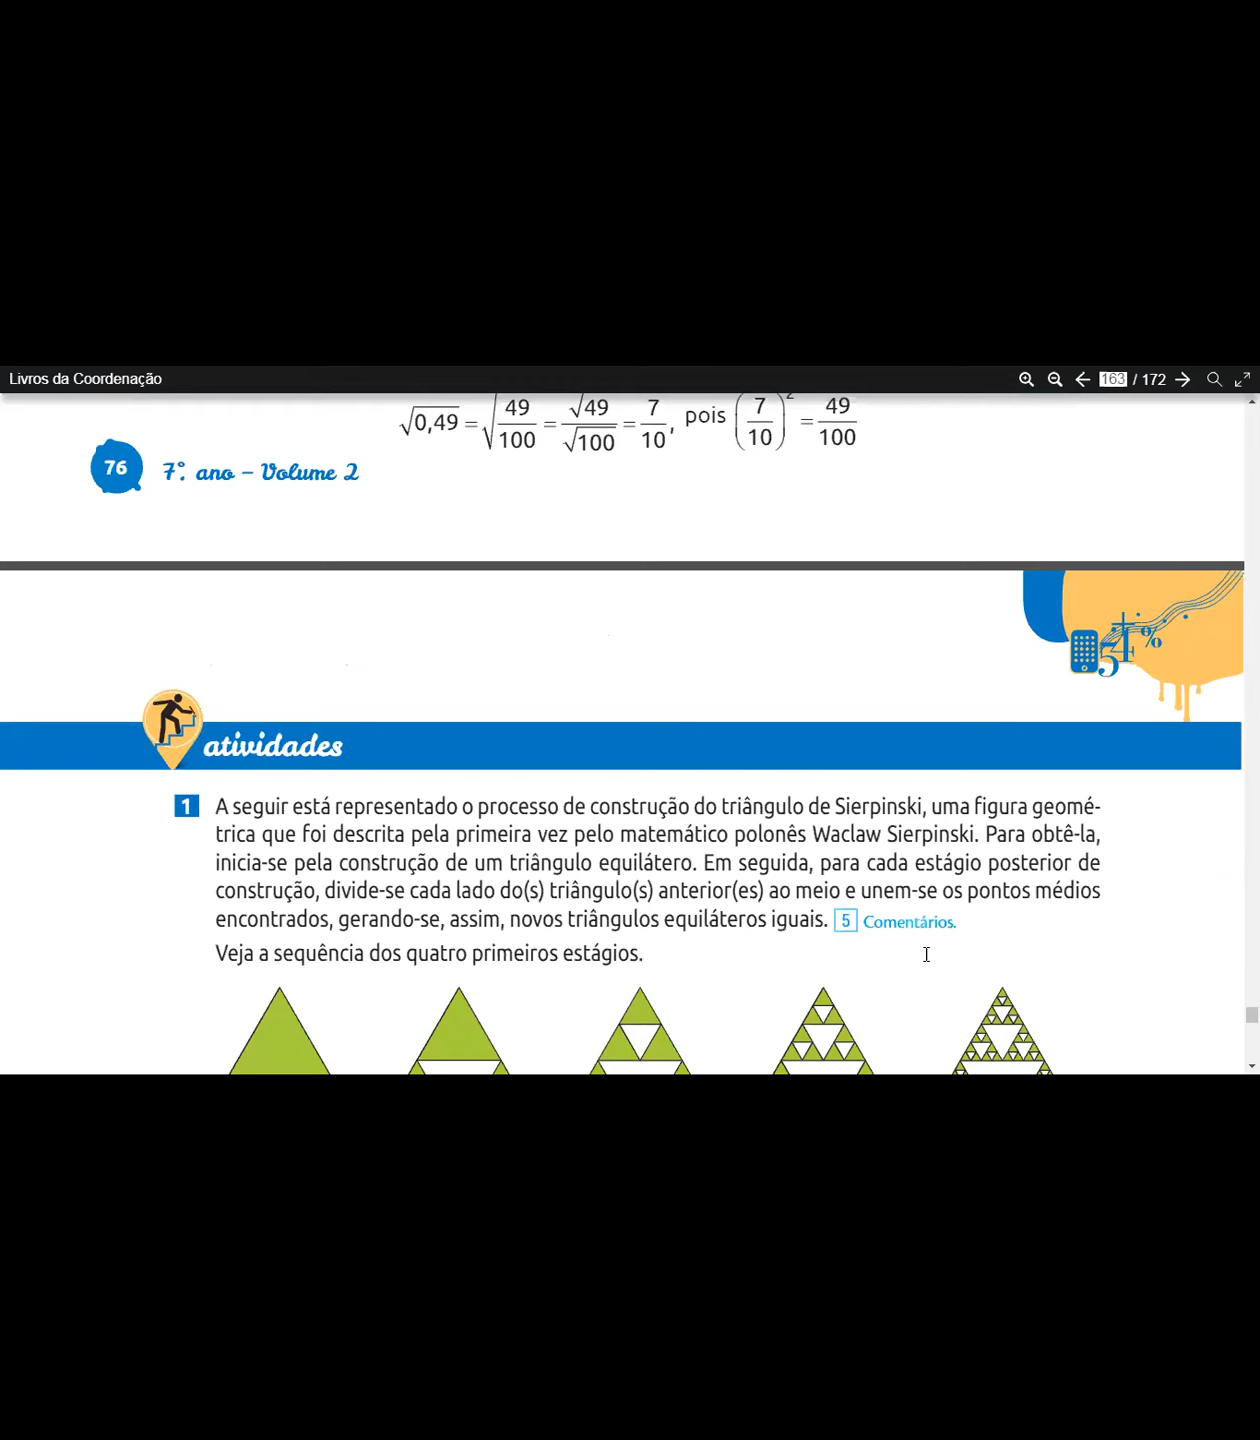 Livros da Coordenação 163 / 172
√0,49 = √49/100 = √49/√100 = 7/10, pois (7/10)² = 49/100
76 7º. ano – Volume 2
5 4 %
atividades
1 A seguir está representado o processo de construção do triângulo de Sierpinski, uma figura geomé-
trica que foi descrita pela primeira vez pelo matemático polonês Waclaw Sierpinski. Para obtê-la,
inicia-se pela construção de um triângulo equilátero. Em seguida, para cada estágio posterior de
construção, divide-se cada lado do(s) triângulo(s) anterior(es) ao meio e unem-se os pontos médios
encontrados, gerando-se, assim, novos triângulos equiláteros iguais. 5 Comentários.
Veja a sequência dos quatro primeiros estágios.